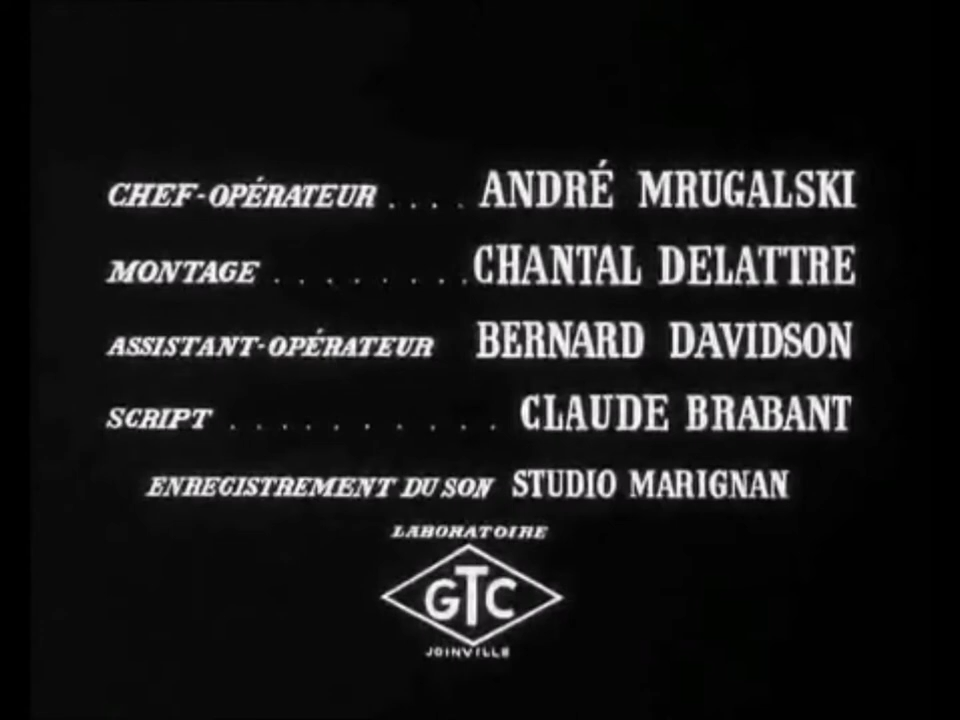 CHEF-OPÉRATEUR .... ANDRÉ MRUGALSKI
MONTAGE ........ CHANTAL DELATTRE
ASSISTANT-OPÉRATEUR BERNARD DAVIDSON
SCRIPT ........... CLAUDE BRABANT
ENREGISTREMENT DU SON STUDIO MARIGNAN
LABORATOIRE
GTC
JOINVILLE